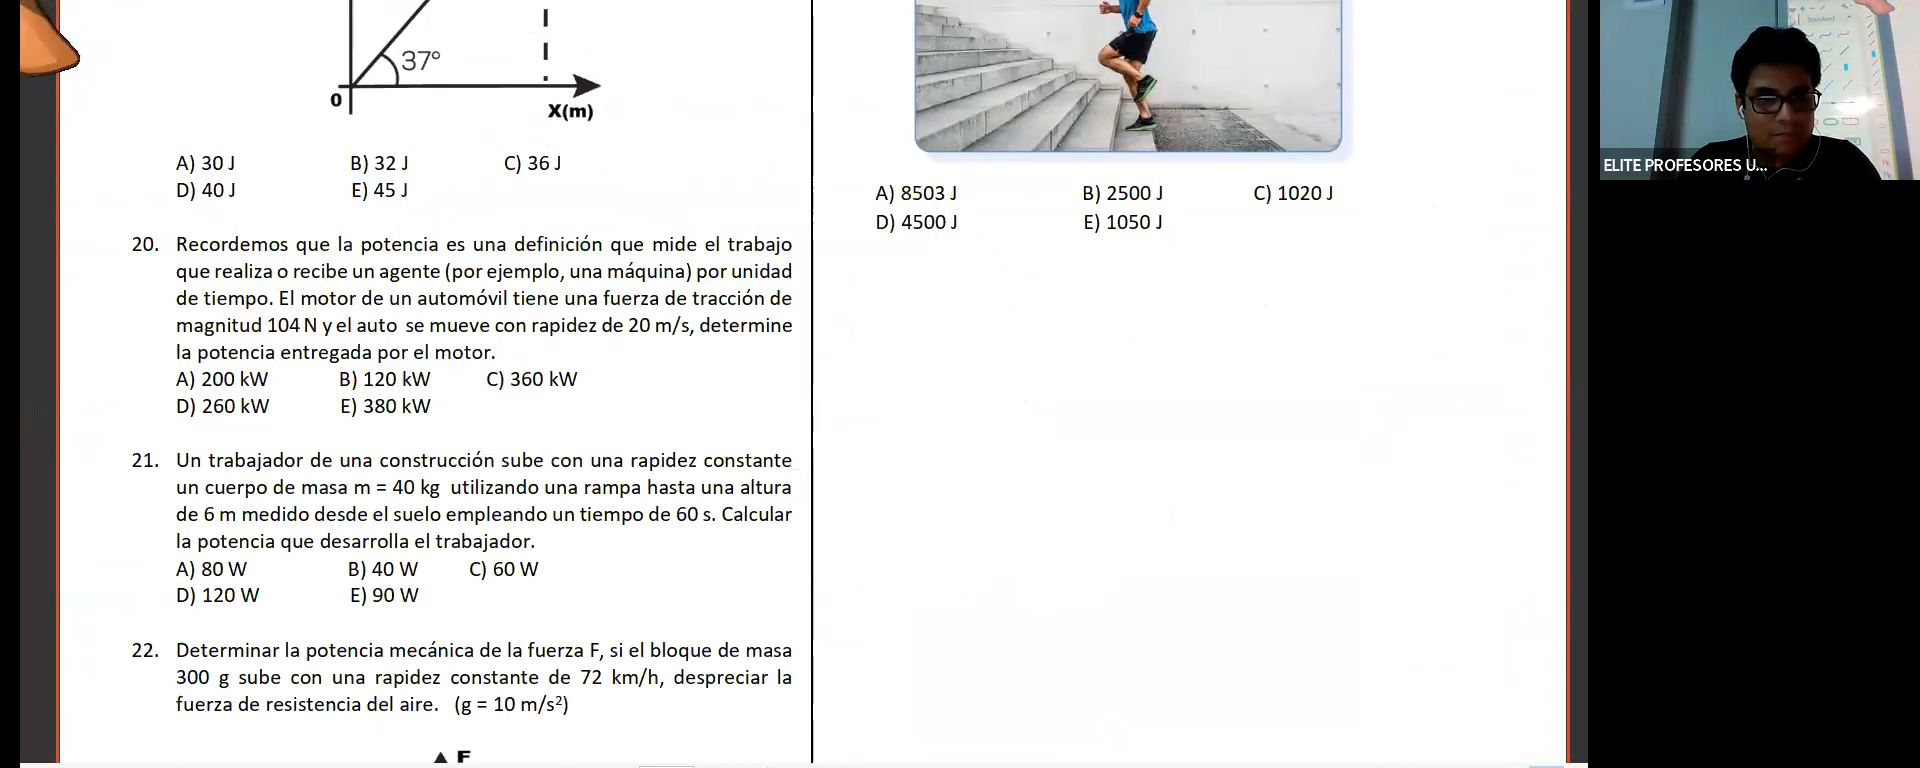 37°
0
X(m)
A) 30 J B) 32 J C) 36 J
D) 40 J E) 45 J
20. Recordemos que la potencia es una definición que mide el trabajo
que realiza o recibe un agente (por ejemplo, una máquina) por unidad
de tiempo. El motor de un automóvil tiene una fuerza de tracción de
magnitud 104 N y el auto se mueve con rapidez de 20 m/s, determine
la potencia entregada por el motor.
A) 200 kW B) 120 kW C) 360 kW
D) 260 kW E) 380 kW
21. Un trabajador de una construcción sube con una rapidez constante
un cuerpo de masa m = 40 kg utilizando una rampa hasta una altura
de 6 m medido desde el suelo empleando un tiempo de 60 s. Calcular
la potencia que desarrolla el trabajador.
A) 80 W B) 40 W C) 60 W
D) 120 W E) 90 W
22. Determinar la potencia mecánica de la fuerza F, si el bloque de masa
300 g sube con una rapidez constante de 72 km/h, despreciar la
fuerza de resistencia del aire. (g = 10 m/s²)
F
A) 8503 J B) 2500 J C) 1020 J
D) 4500 J E) 1050 J
Standard
ELITE PROFESORES U...